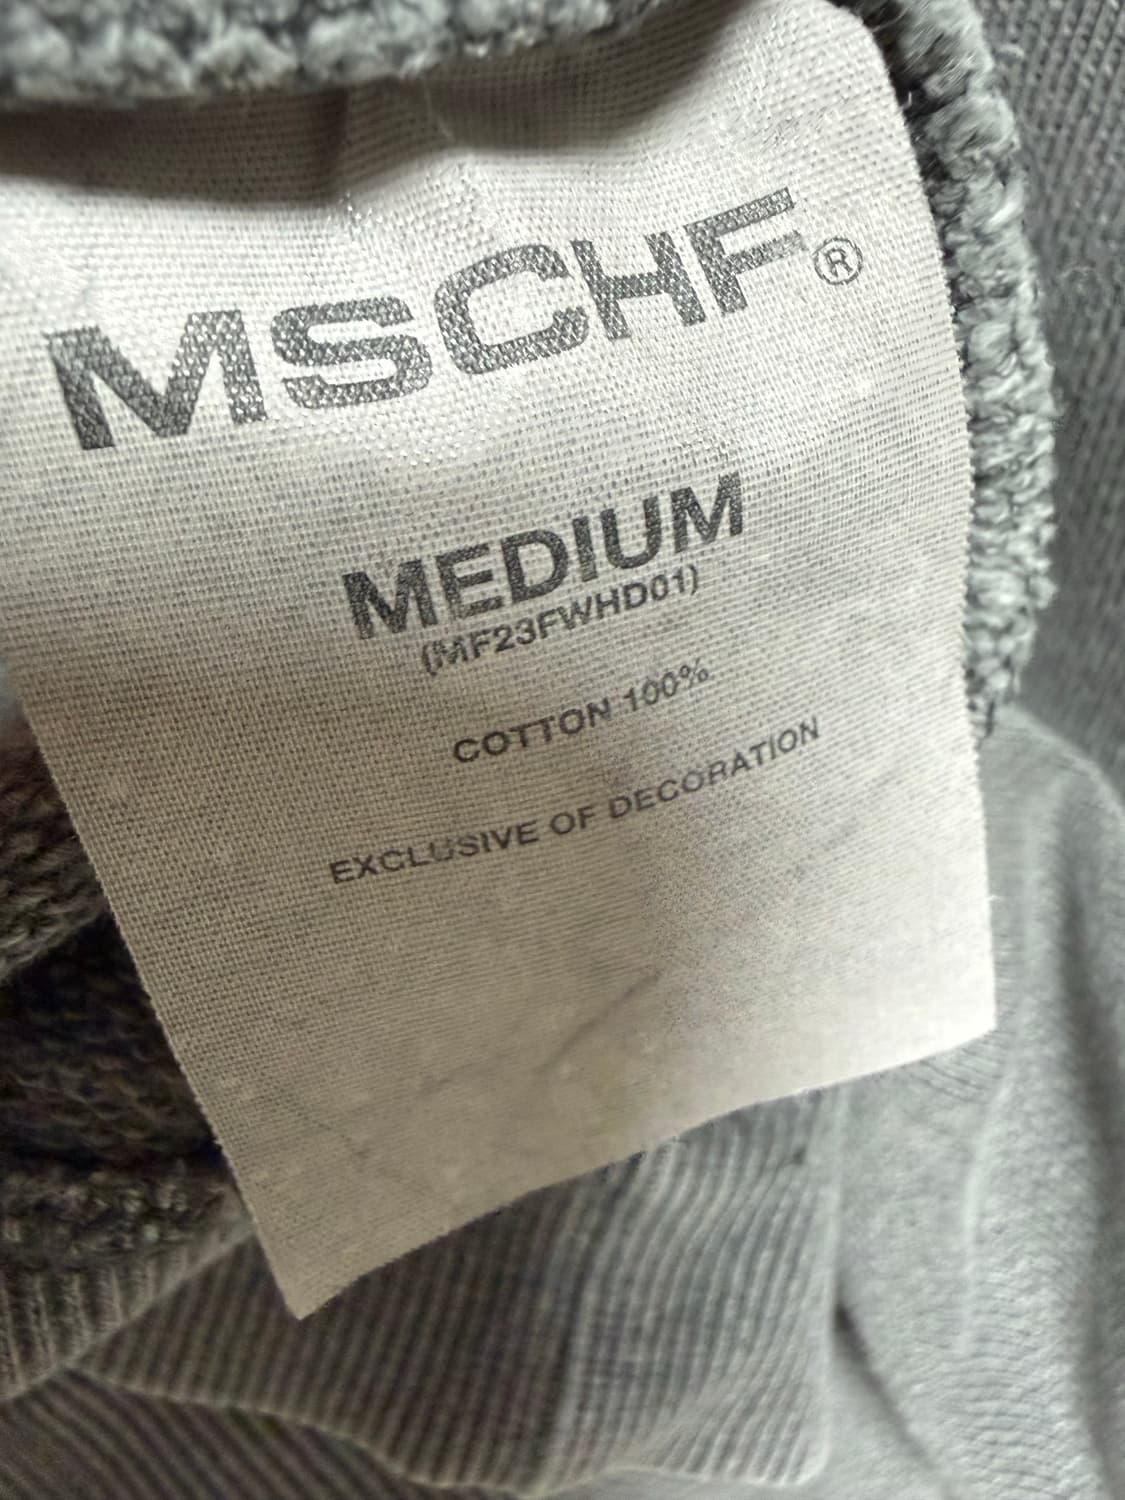 MSCHF®
MEDIUM
(MF23FWHD01)
COTTON 100%
EXCLUSIVE OF DECORATION